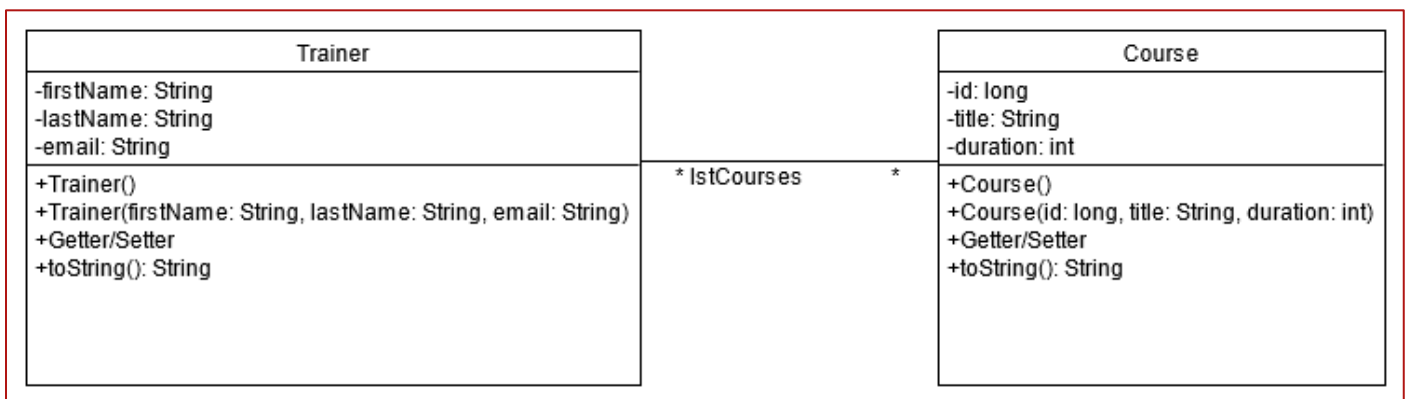 Trainer
-firstName: String
-lastName: String
-email: String
+Trainer()
+Trainer(firstName: String, lastName: String, email: String)
+Getter/Setter
+toString(): String
* lstCourses *
Course
-id: long
-title: String
-duration: int
+Course()
+Course(id: long, title: String, duration: int)
+Getter/Setter
+toString(): String